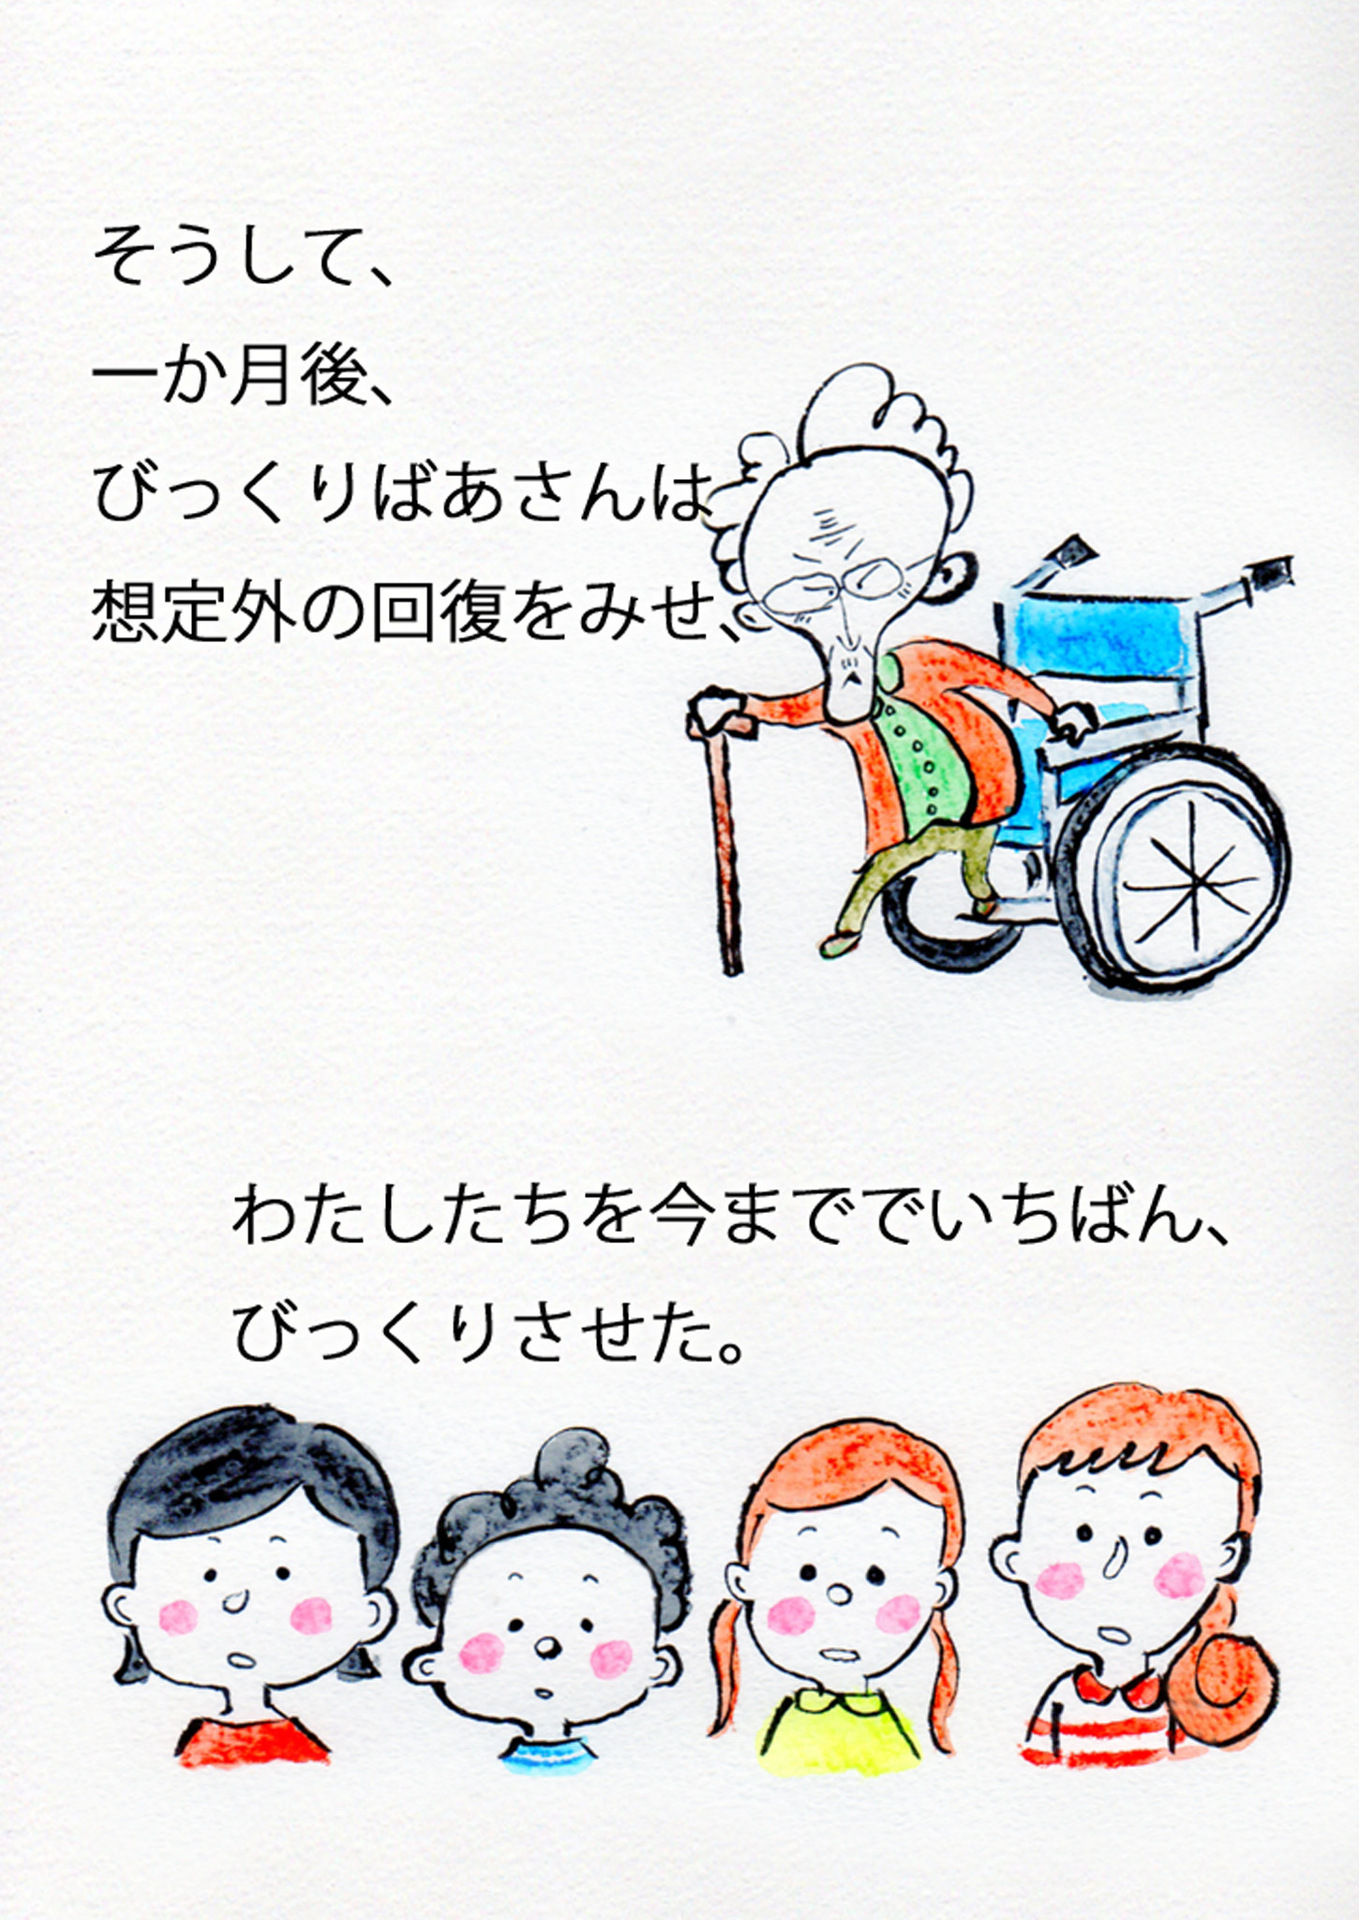 そうして、
一か月後、
びっくりばあさんは
想定外の回復をみせ、
わたしたちを今まででいちばん、
びっくりさせた。